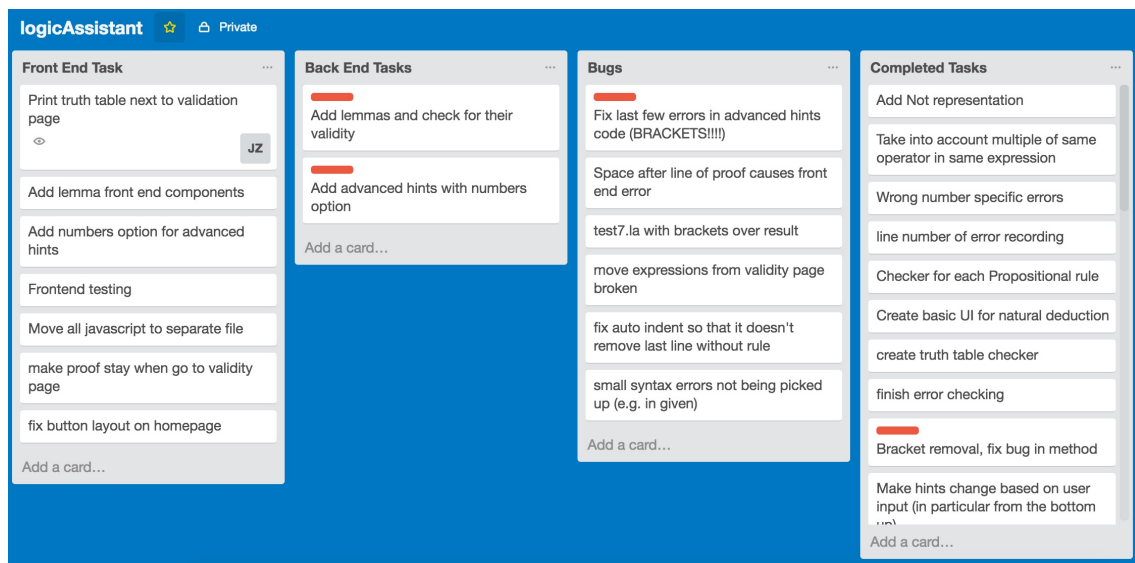 logicAssistant
Private
Front End Task
Print truth table next to validation
page
JZ
Add lemma front end components
Add numbers option for advanced
hints
Frontend testing
Move all javascript to separate file
make proof stay when go to validity
page
fix button layout on homepage
Add a card…
Back End Tasks
Add lemmas and check for their
validity
Add advanced hints with numbers
option
Add a card…
Bugs
Fix last few errors in advanced hints
code (BRACKETS!!!!)
Space after line of proof causes front
end error
test7.la with brackets over result
move expressions from validity page
broken
fix auto indent so that it doesn't
remove last line without rule
small syntax errors not being picked
up (e.g. in given)
Add a card…
Completed Tasks
Add Not representation
Take into account multiple of same
operator in same expression
Wrong number specific errors
line number of error recording
Checker for each Propositional rule
Create basic UI for natural deduction
create truth table checker
finish error checking
Bracket removal, fix bug in method
Make hints change based on user
input (in particular from the bottom
up)
Add a card…